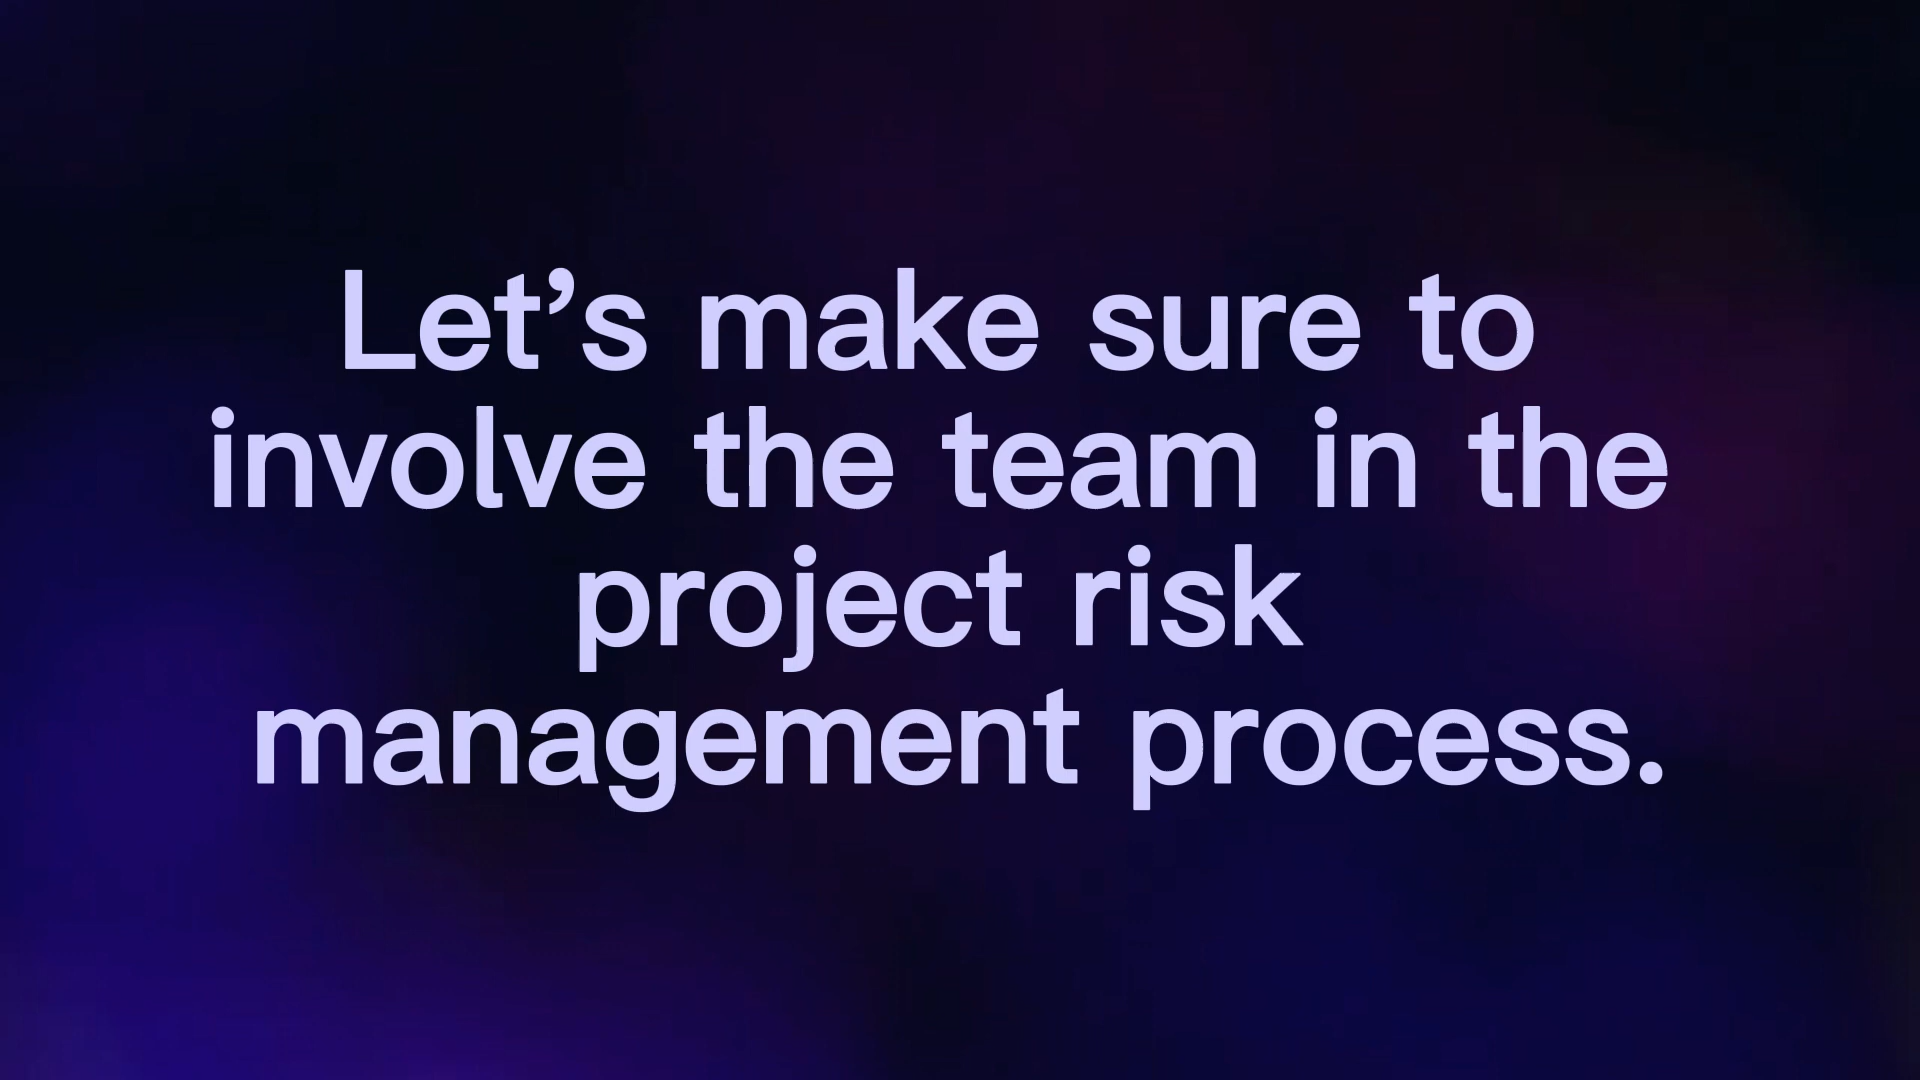 Let’s make sure to
involve the team in the
project risk
management process.